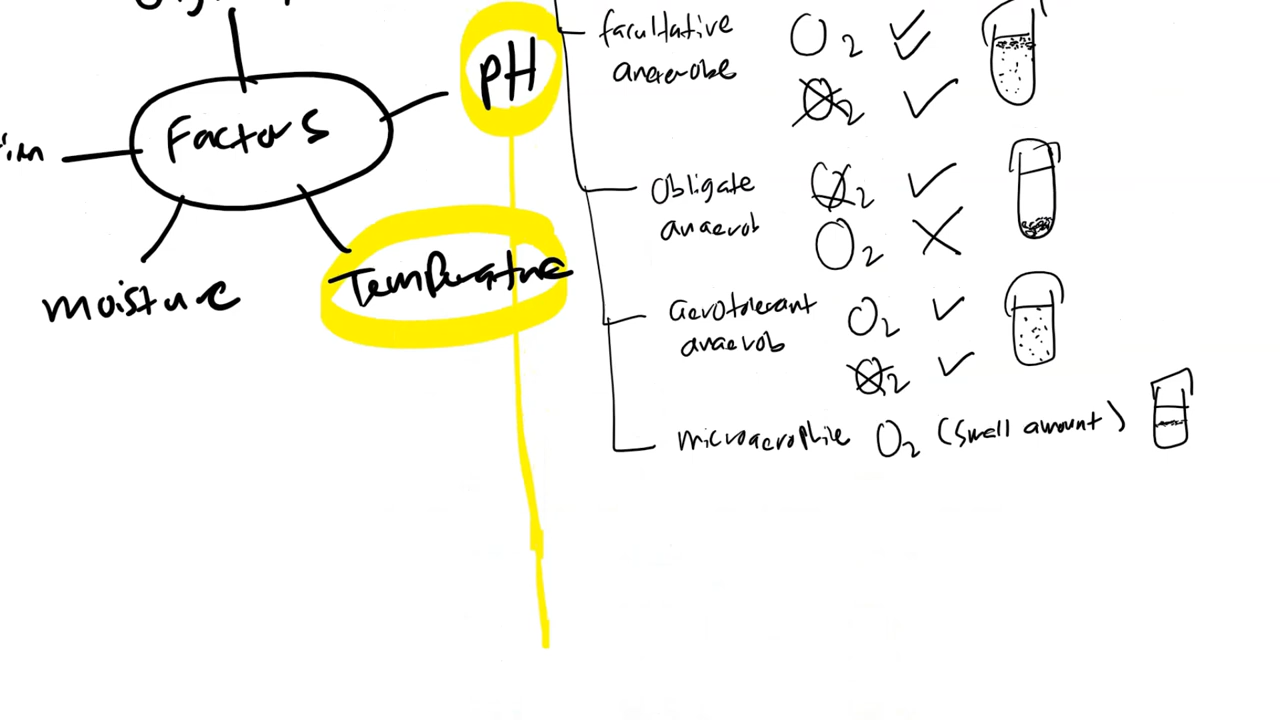 pH
Factors
moisture
Temperature
facultative
anaerobe
O2 ✓✓
O2 ✓
Obligate
anaerob
O2 ✓
O2 X
aerotolerant
anaerob
O2 ✓
O2 ✓
microaerophile O2 (small amount)